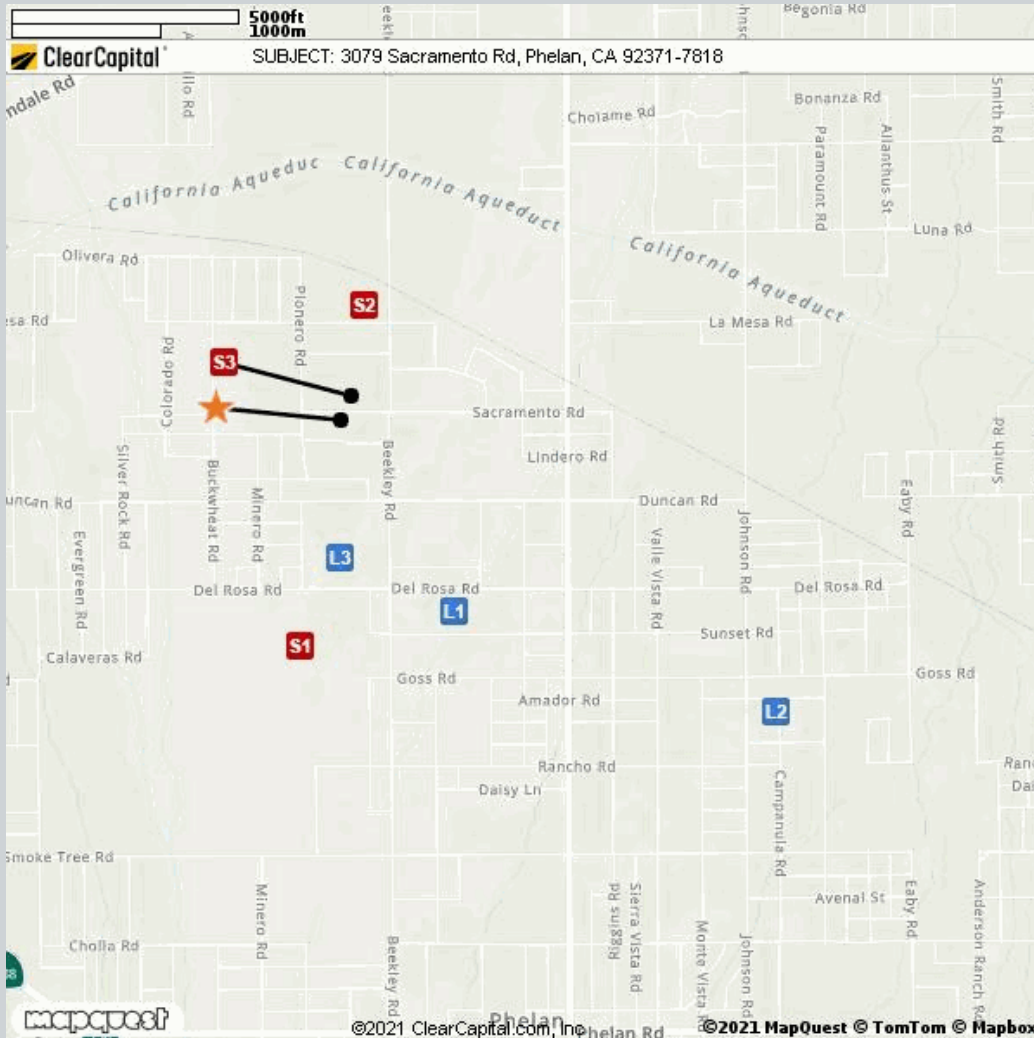 5000ft
1000m
Begonia Rd
ClearCapital
SUBJECT: 3079 Sacramento Rd, Phelan, CA 92371-7818
Bonanza Rd
Smith Rd
Cholame Rd
Paramount Rd
Ailanthus St
California Aqueduc
California Aqueduct
California Aqueduct
Luna Rd
Olivera Rd
S2
Pionero Rd
La Mesa Rd
S3
Colorado Rd
Sacramento Rd
Smith Rd
Silver Rock Rd
Buckwheat Rd
Minero Rd
Beekley Rd
Lindero Rd
Duncan Rd
Eaby Rd
Evergreen Rd
L3
Valle Vista Rd
Johnson Rd
Del Rosa Rd
Del Rosa Rd
Del Rosa Rd
L1
Sunset Rd
S1
Calaveras Rd
Goss Rd
Goss Rd
Amador Rd
L2
Rancho Rd
Daisy Ln
Campanula Rd
Smoke Tree Rd
Minero Rd
Riggins Rd
Sierra Vista Rd
Avenal St
Eaby Rd
Anderson Ranch Rd
Cholla Rd
Beekley Rd
Monte Vista Rd
Johnson Rd
mapquest
Phelan
Phelan Rd
©2021 ClearCapital.com, Inc
©2021 MapQuest © TomTom © Mapbox